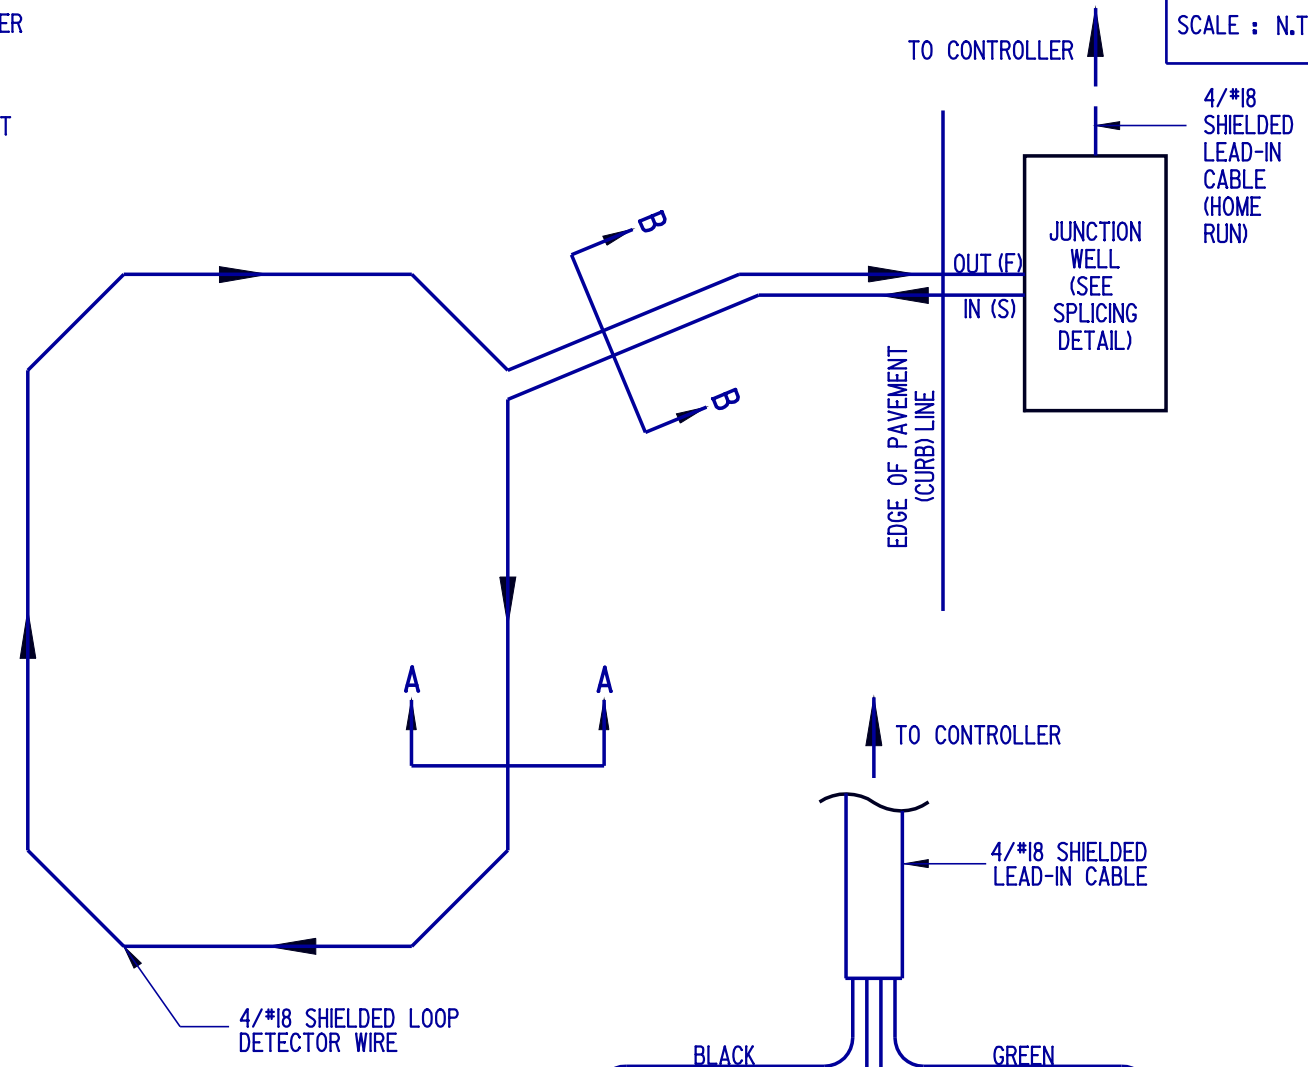 ER
T
SCALE : N.T
TO CONTROLLER
4/#18
SHIELDED
LEAD-IN
CABLE
(HOME
RUN)
B
B
OUT (F)
IN (S)
JUNCTION
WELL
(SEE
SPLICING
DETAIL)
EDGE OF PAVEMENT
(CURB) LINE
A
A
TO CONTROLLER
4/#18 SHIELDED
LEAD-IN CABLE
4/#18 SHIELDED LOOP
DETECTOR WIRE
BLACK
GREEN